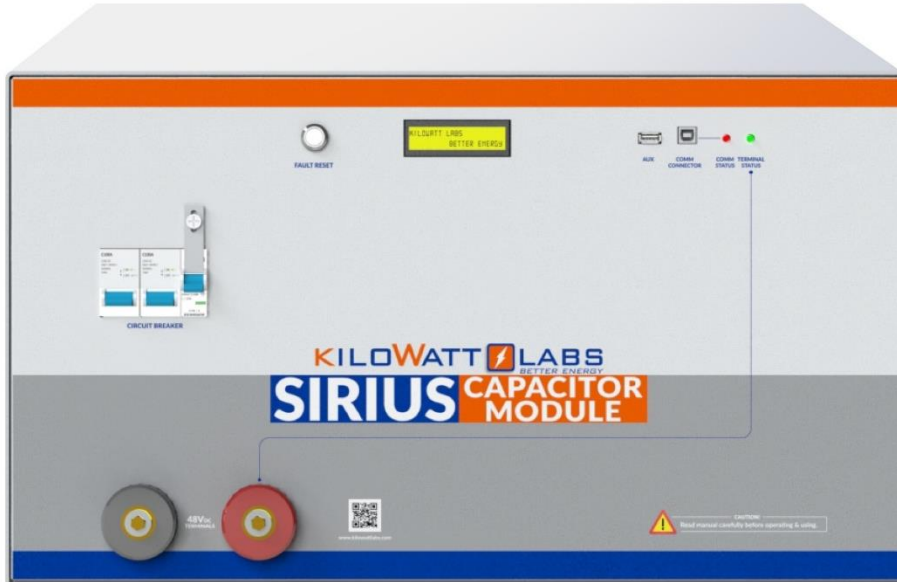 KILOWATT LABS
BETTER ENERGY
FAULT RESET
AUX
COMM
CONNECTOR
COMM
STATUS
TERMINAL
STATUS
CIRCUIT BREAKER
KILOWATT LABS
BETTER ENERGY
SIRIUS
CAPACITOR
MODULE
48VDC
TERMINALS
www.kilowattlabs.com
CAUTION!
Read manual carefully before operating & using.